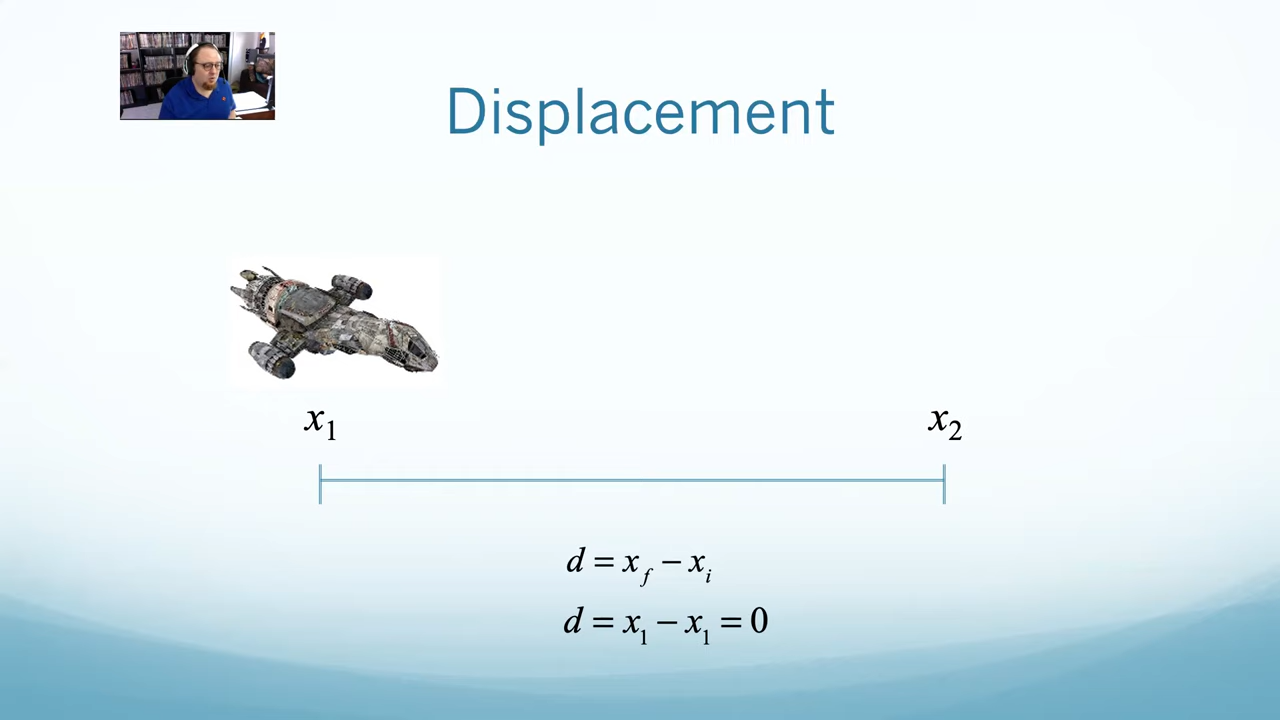 Displacement
x₁ x₂
d = x_f − x_i
d = x₁ − x₁ = 0